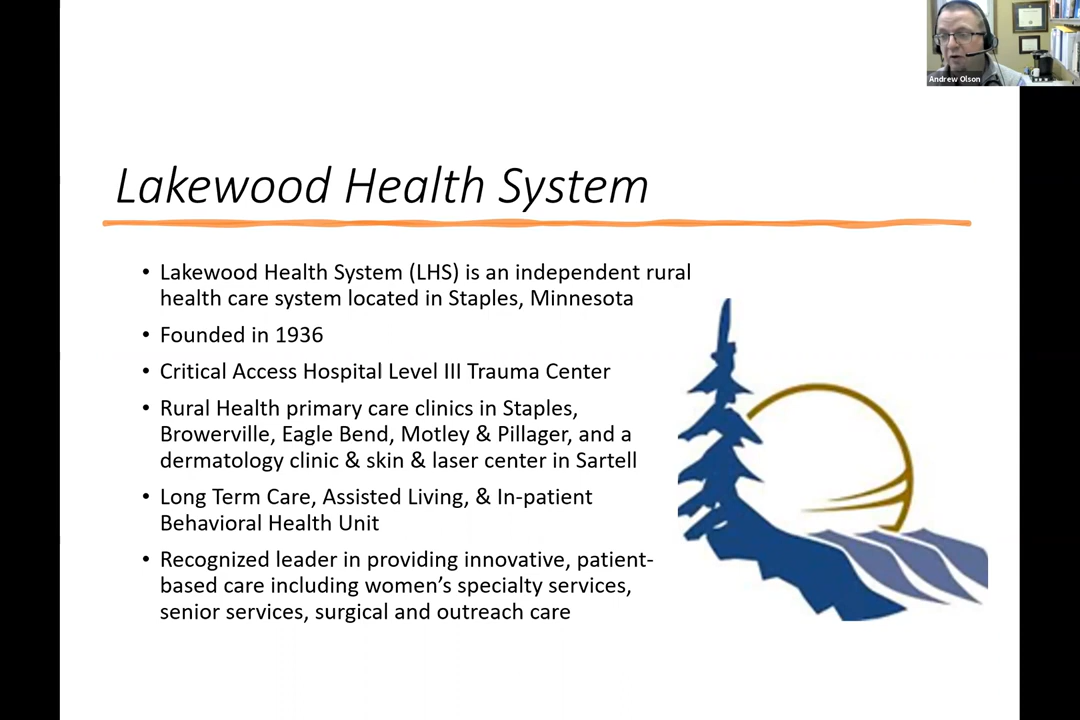 Andrew Olson
Lakewood Health System
• Lakewood Health System (LHS) is an independent rural
health care system located in Staples, Minnesota
• Founded in 1936
• Critical Access Hospital Level III Trauma Center
• Rural Health primary care clinics in Staples,
Browerville, Eagle Bend, Motley & Pillager, and a
dermatology clinic & skin & laser center in Sartell
• Long Term Care, Assisted Living, & In-patient
Behavioral Health Unit
• Recognized leader in providing innovative, patient-
based care including women’s specialty services,
senior services, surgical and outreach care